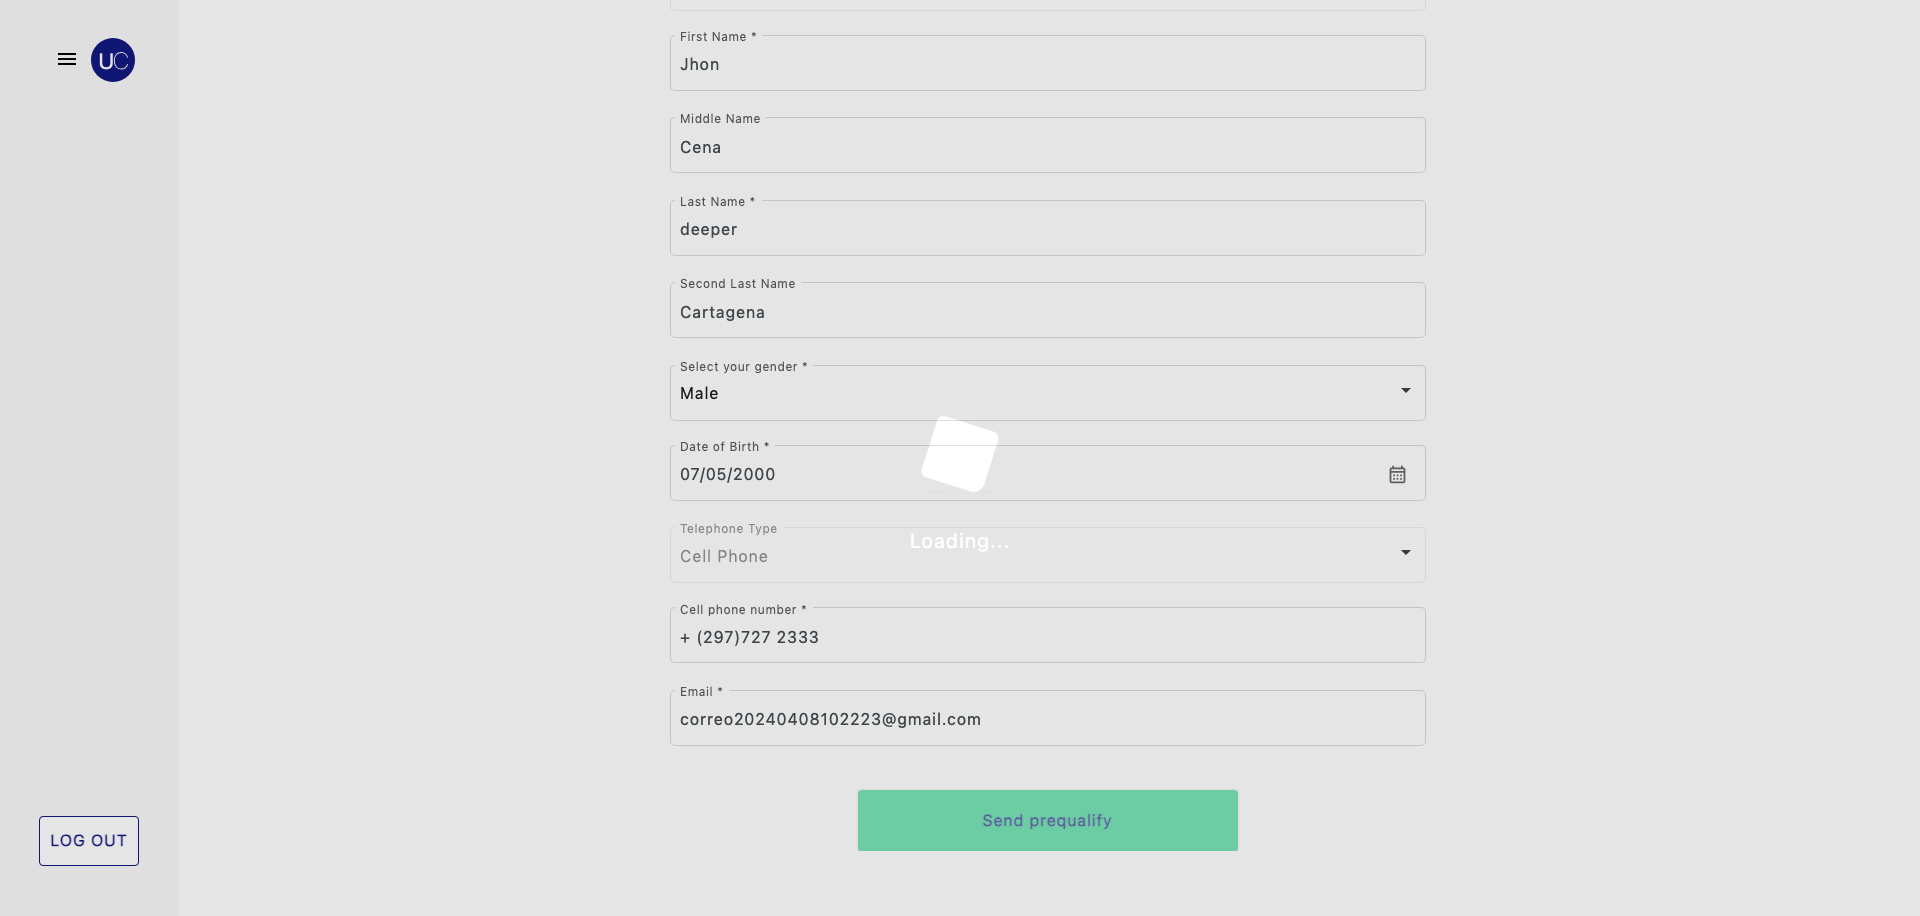 UC
First Name *
Jhon
Middle Name
Cena
Last Name *
deeper
Second Last Name
Cartagena
Select your gender *
Male
Date of Birth *
07/05/2000
Telephone Type
Cell Phone
Loading...
Cell phone number *
+ (297)727 2333
Email *
correo20240408102223@gmail.com
Send prequalify
LOG OUT